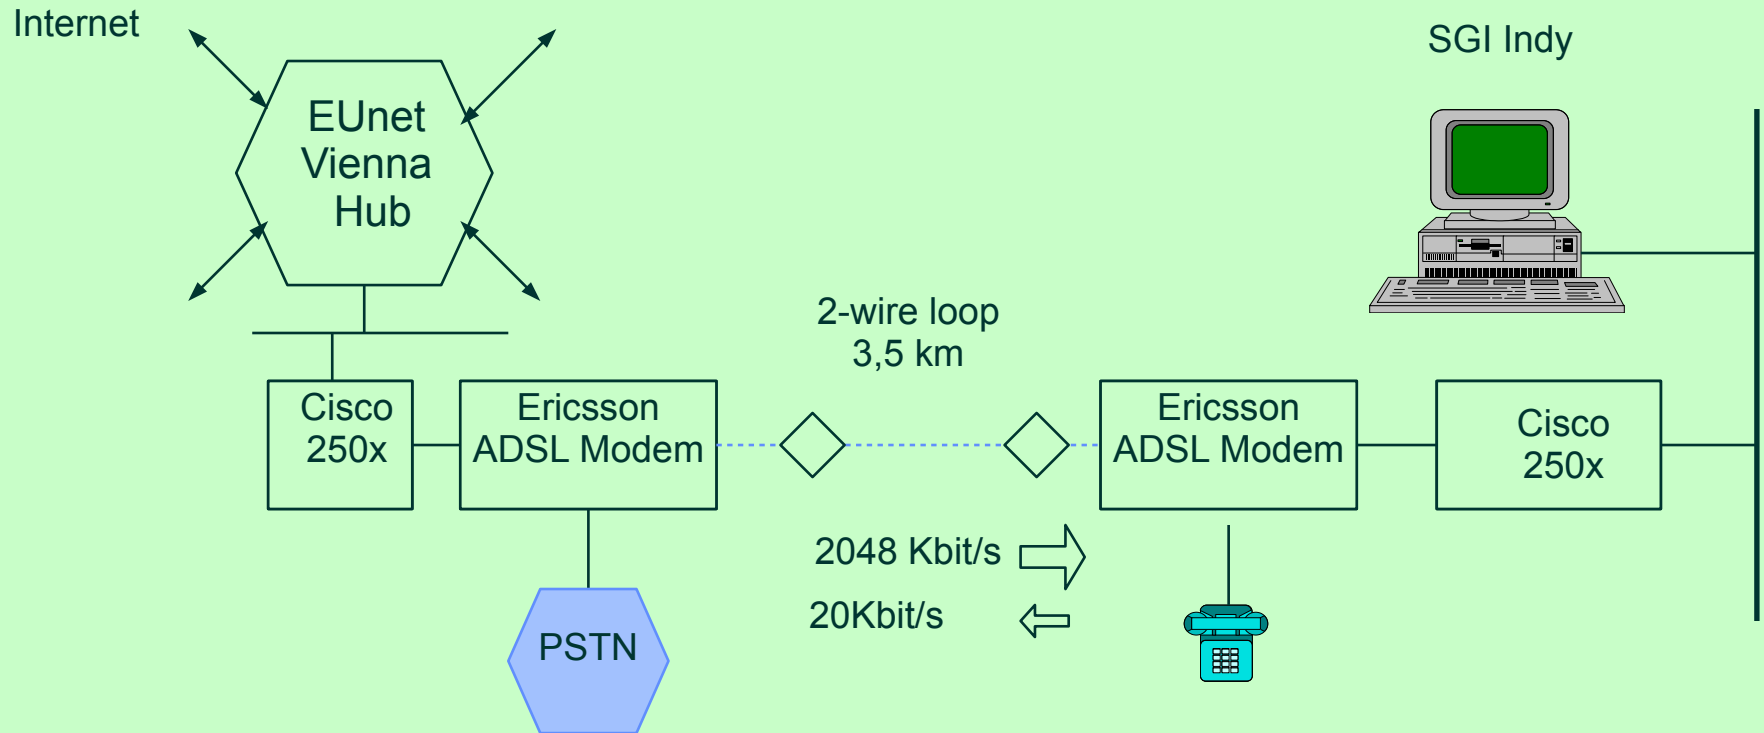 Internet
SGI Indy
EUnet
Vienna
Hub
2-wire loop
3,5 km
Cisco
250x
Ericsson
ADSL Modem
Ericsson
ADSL Modem
Cisco
250x
2048 Kbit/s
20Kbit/s
PSTN